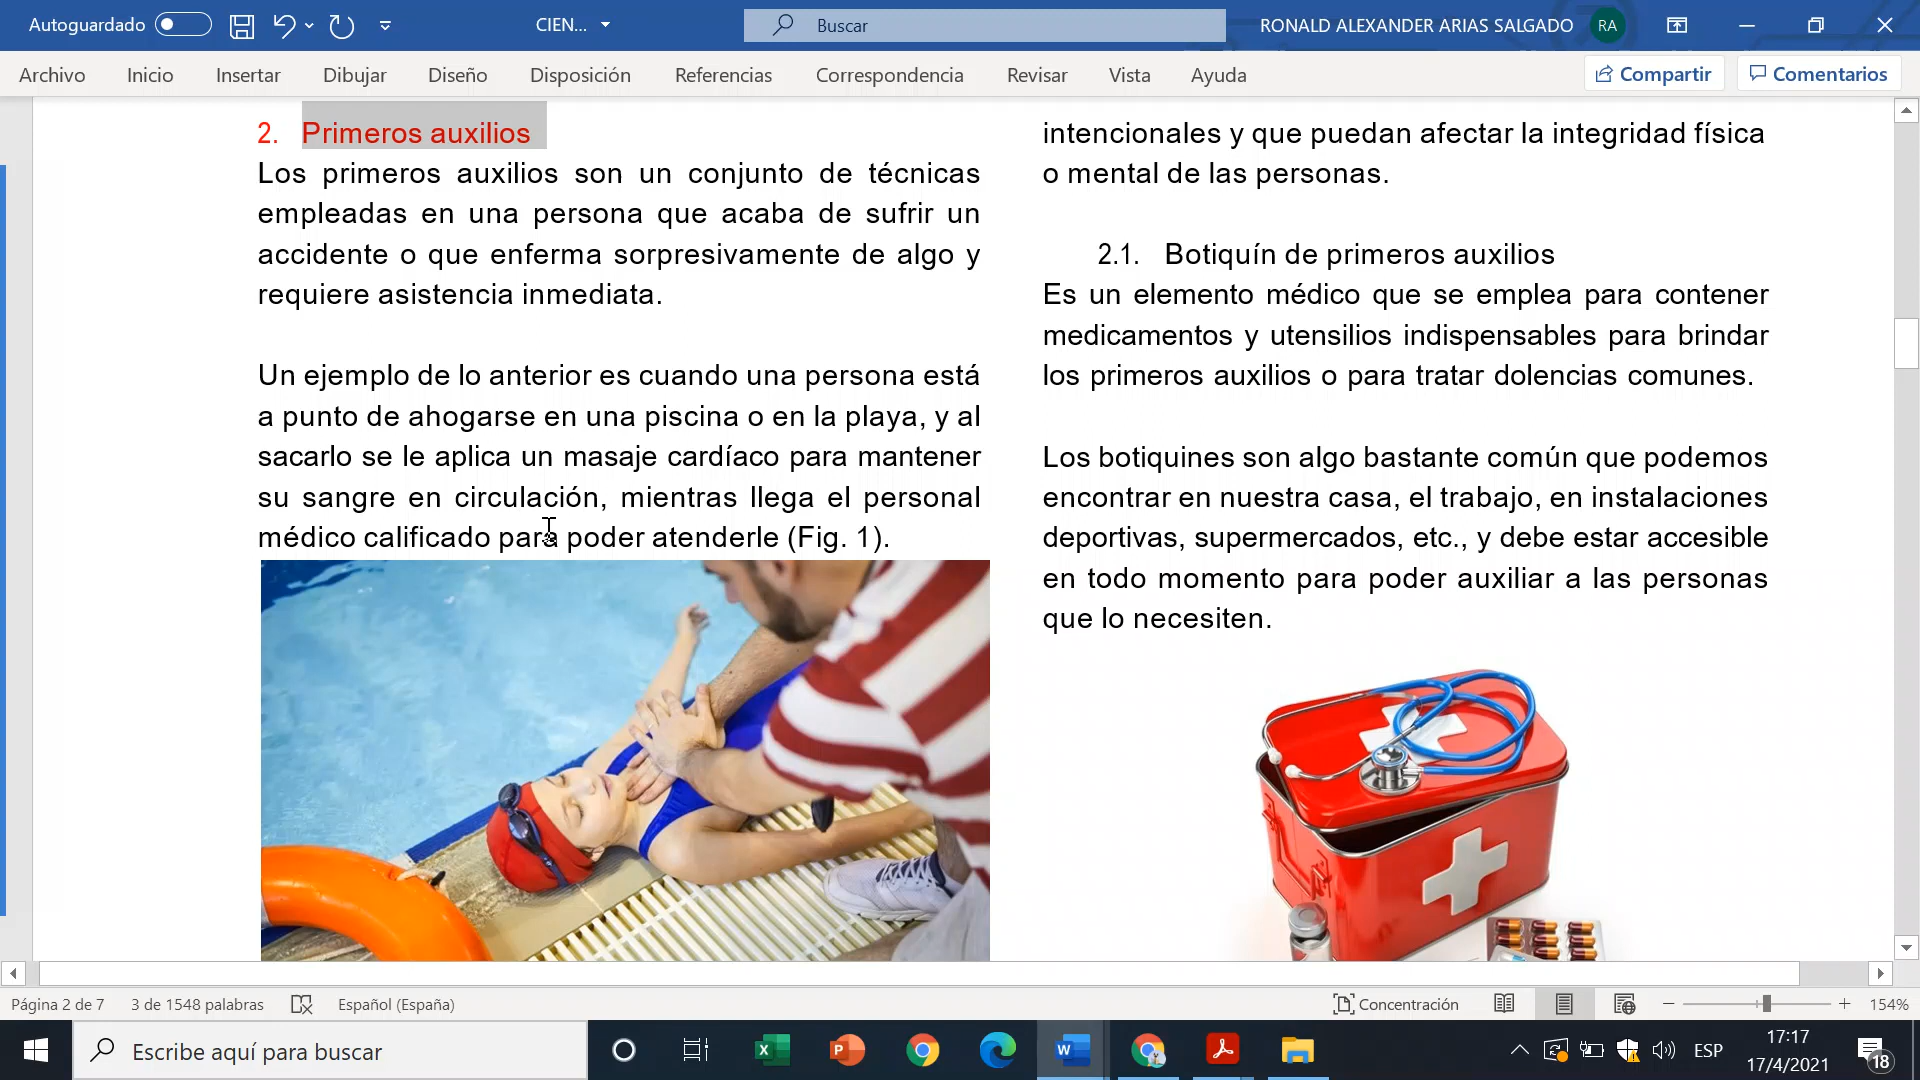 Autoguardado
CIEN...
Buscar
RONALD ALEXANDER ARIAS SALGADO
RA
Archivo Inicio Insertar Dibujar Diseño Disposición Referencias Correspondencia Revisar Vista Ayuda
Compartir
Comentarios
2. Primeros auxilios
Los primeros auxilios son un conjunto de técnicas
empleadas en una persona que acaba de sufrir un
accidente o que enferma sorpresivamente de algo y
requiere asistencia inmediata.
Un ejemplo de lo anterior es cuando una persona está
a punto de ahogarse en una piscina o en la playa, y al
sacarlo se le aplica un masaje cardíaco para mantener
su sangre en circulación, mientras llega el personal
médico calificado para poder atenderle (Fig. 1).
intencionales y que puedan afectar la integridad física
o mental de las personas.
2.1. Botiquín de primeros auxilios
Es un elemento médico que se emplea para contener
medicamentos y utensilios indispensables para brindar
los primeros auxilios o para tratar dolencias comunes.
Los botiquines son algo bastante común que podemos
encontrar en nuestra casa, el trabajo, en instalaciones
deportivas, supermercados, etc., y debe estar accesible
en todo momento para poder auxiliar a las personas
que lo necesiten.
Página 2 de 7
3 de 1548 palabras
Español (España)
Concentración
154%
Escribe aquí para buscar
X
P
W
ESP
17:17
17/4/2021
18